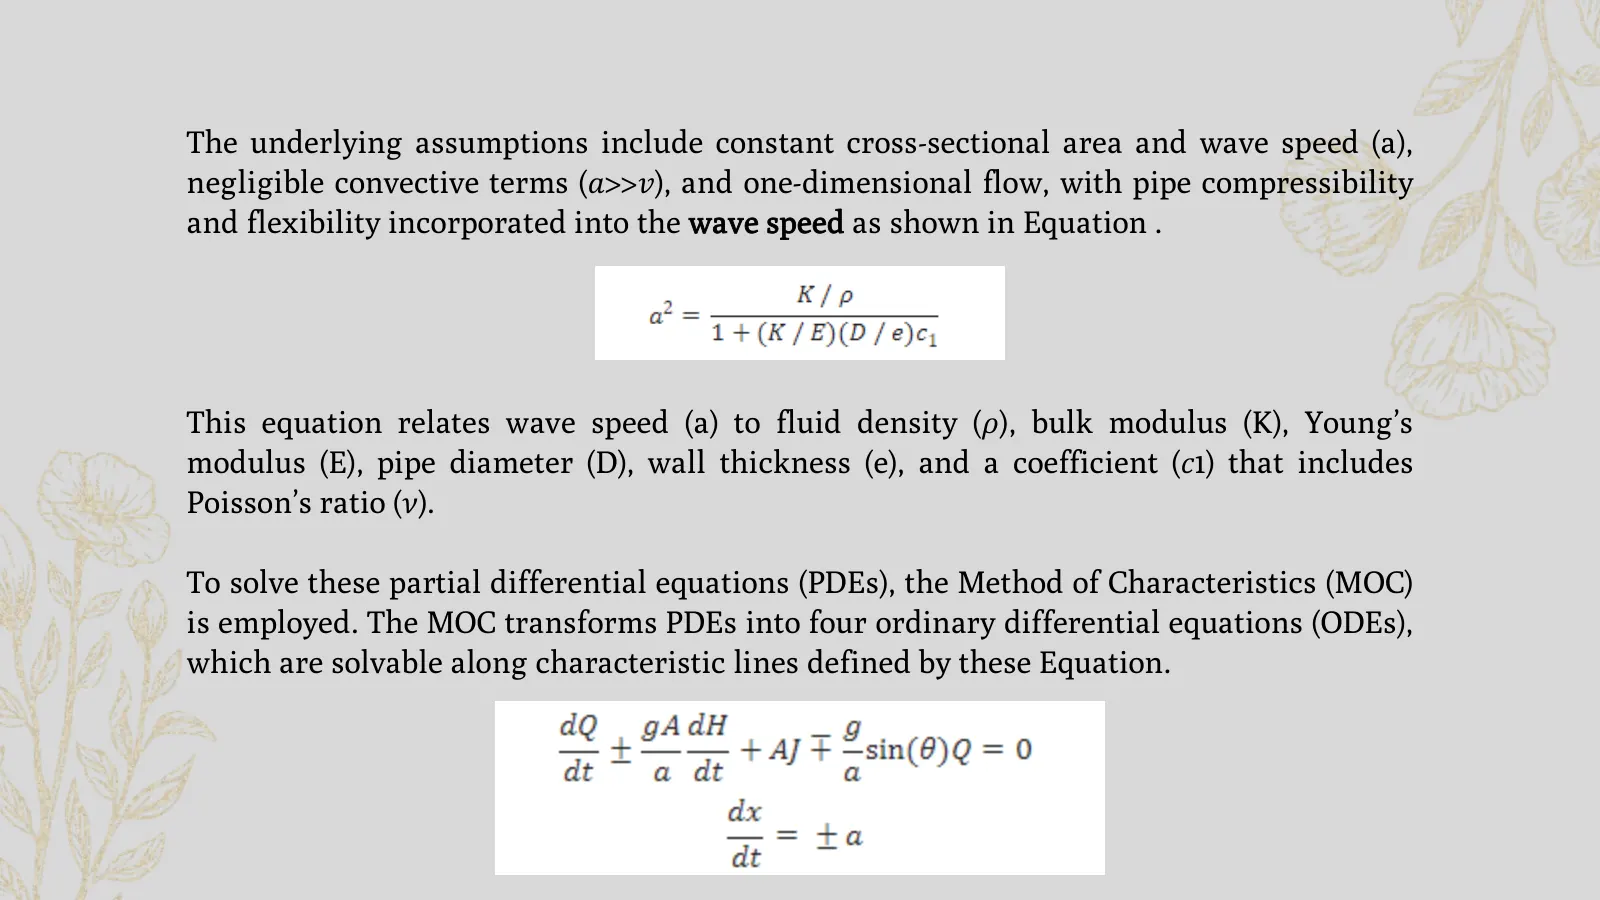 The underlying assumptions include constant cross-sectional area and wave speed (a),
negligible convective terms (a>>v), and one-dimensional flow, with pipe compressibility
and flexibility incorporated into the wave speed as shown in Equation .
a² = (K / ρ) / (1 + (K / E)(D / e)c₁)
This equation relates wave speed (a) to fluid density (ρ), bulk modulus (K), Young’s
modulus (E), pipe diameter (D), wall thickness (e), and a coefficient (c1) that includes
Poisson’s ratio (ν).
To solve these partial differential equations (PDEs), the Method of Characteristics (MOC)
is employed. The MOC transforms PDEs into four ordinary differential equations (ODEs),
which are solvable along characteristic lines defined by these Equation.
dQ/dt ± gA/a dH/dt + AJ ∓ g/a sin(θ)Q = 0
dx/dt = ± a